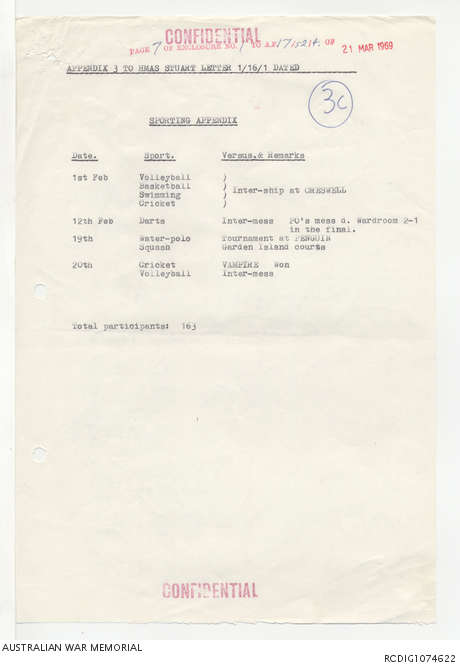 CONFIDENTIAL
PAGE 7 OF ENCLOSURE NO. 1 TO AF 1715214. OF 21 MAR 1969
APPENDIX 3 TO HMAS STUART LETTER 1/16/1 DATED
3c
SPORTING APPENDIX
Date. Sport. Versus.& Remarks
1st Feb Volleyball )
Basketball )
Swimming ) Inter-ship at CRESWELL
Cricket )
12th Feb Darts Inter-mess PO's mess d. Wardroom 2-1
in the final.
19th Water-polo Tournament at PENGUIN
Squash Garden Island courts
20th Cricket VAMPIRE Won
Volleyball Inter-mess
Total participants: 163
CONFIDENTIAL
AUSTRALIAN WAR MEMORIAL RCDIG1074622